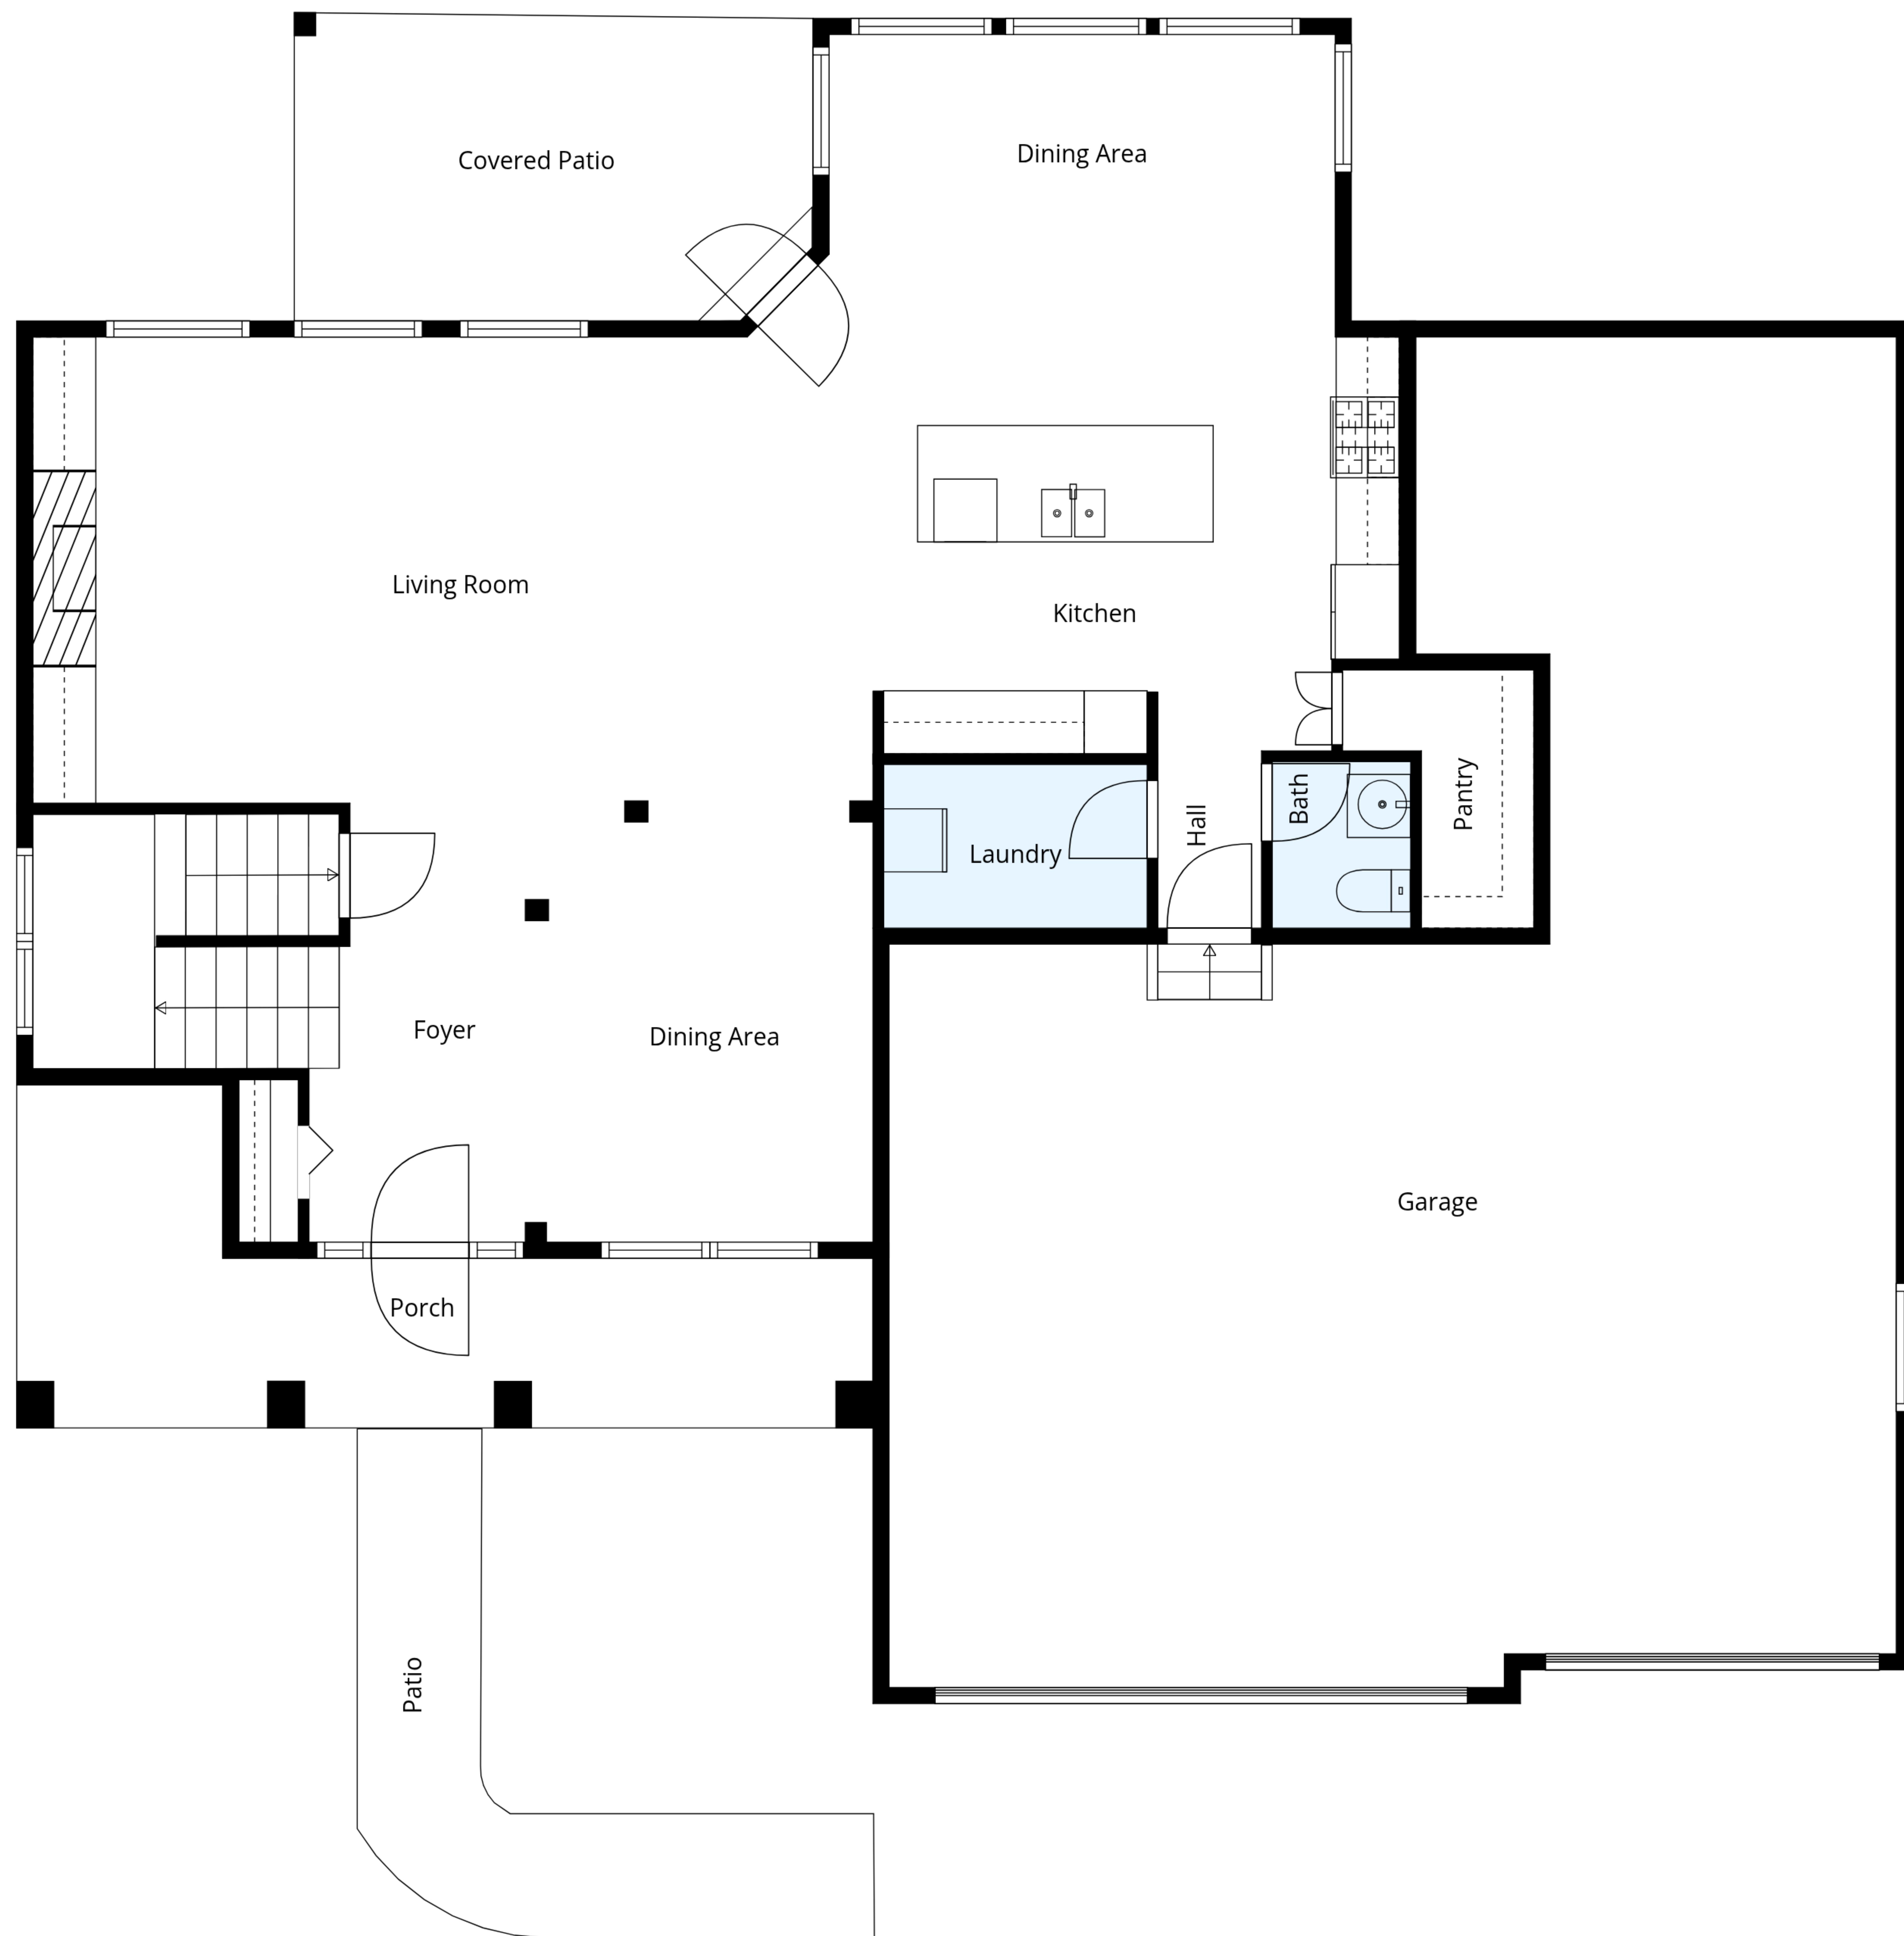 Covered Patio
Dining Area
Living Room
Kitchen
Pantry
Bath
Hall
Laundry
Foyer
Dining Area
Garage
Porch
Patio